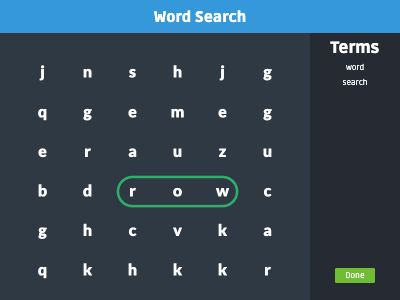 Word Search
Terms
word
search
j n s h j g
q g e m e g
e r a u z u
b d r o w c
g h c v k a
q k h k k r
Done